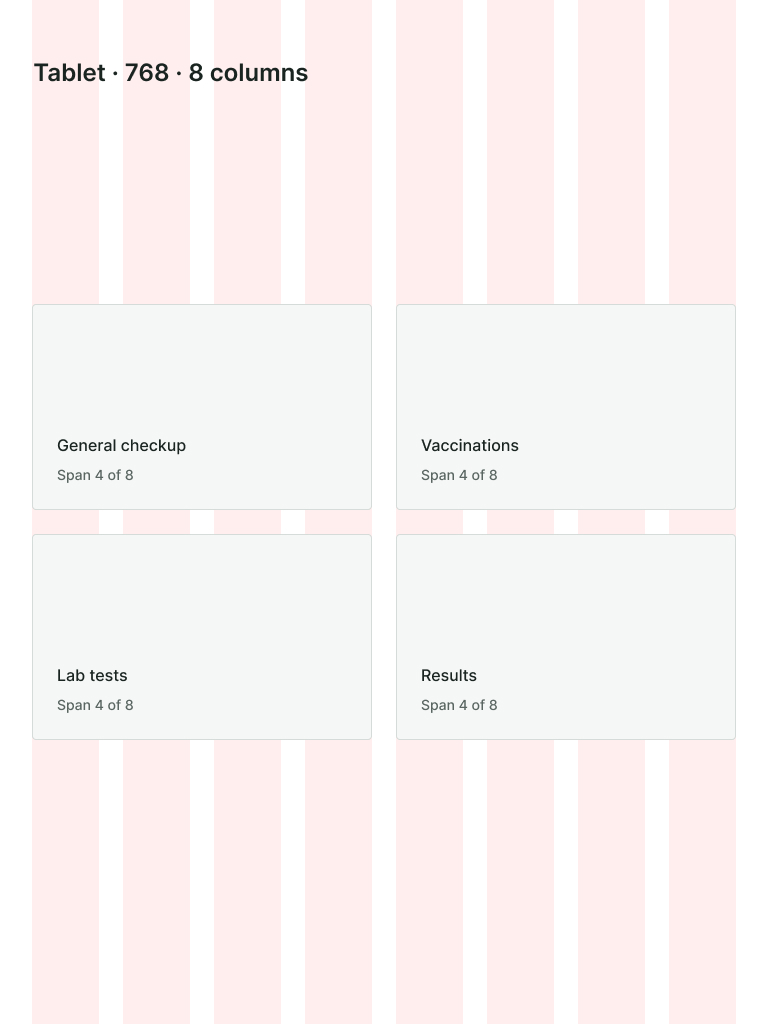 Tablet · 768 · 8 columns
General checkup
Span 4 of 8
Vaccinations
Span 4 of 8
Lab tests
Span 4 of 8
Results
Span 4 of 8